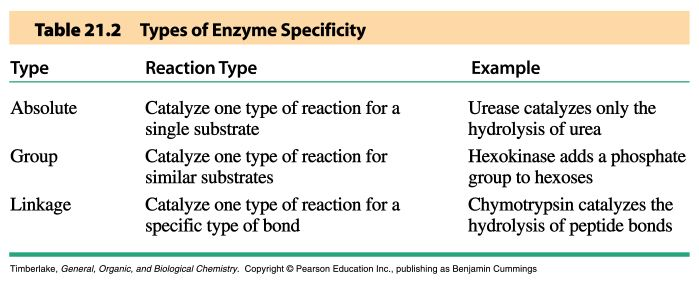 Table 21.2 Types of Enzyme Specificity
Type Reaction Type Example
Absolute Catalyze one type of reaction for a Urease catalyzes only the
single substrate hydrolysis of urea
Group Catalyze one type of reaction for Hexokinase adds a phosphate
similar substrates group to hexoses
Linkage Catalyze one type of reaction for a Chymotrypsin catalyzes the
specific type of bond hydrolysis of peptide bonds
Timberlake, General, Organic, and Biological Chemistry. Copyright © Pearson Education Inc., publishing as Benjamin Cummings